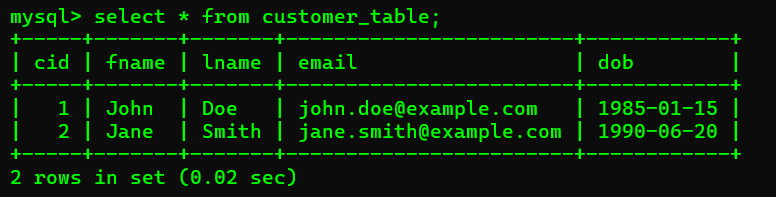 mysql> select * from customer_table;
+-----+-------+-------+------------------------+------------+
| cid | fname | lname | email                  | dob        |
+-----+-------+-------+------------------------+------------+
|   1 | John  | Doe   | john.doe@example.com   | 1985-01-15 |
|   2 | Jane  | Smith | jane.smith@example.com | 1990-06-20 |
+-----+-------+-------+------------------------+------------+
2 rows in set (0.02 sec)